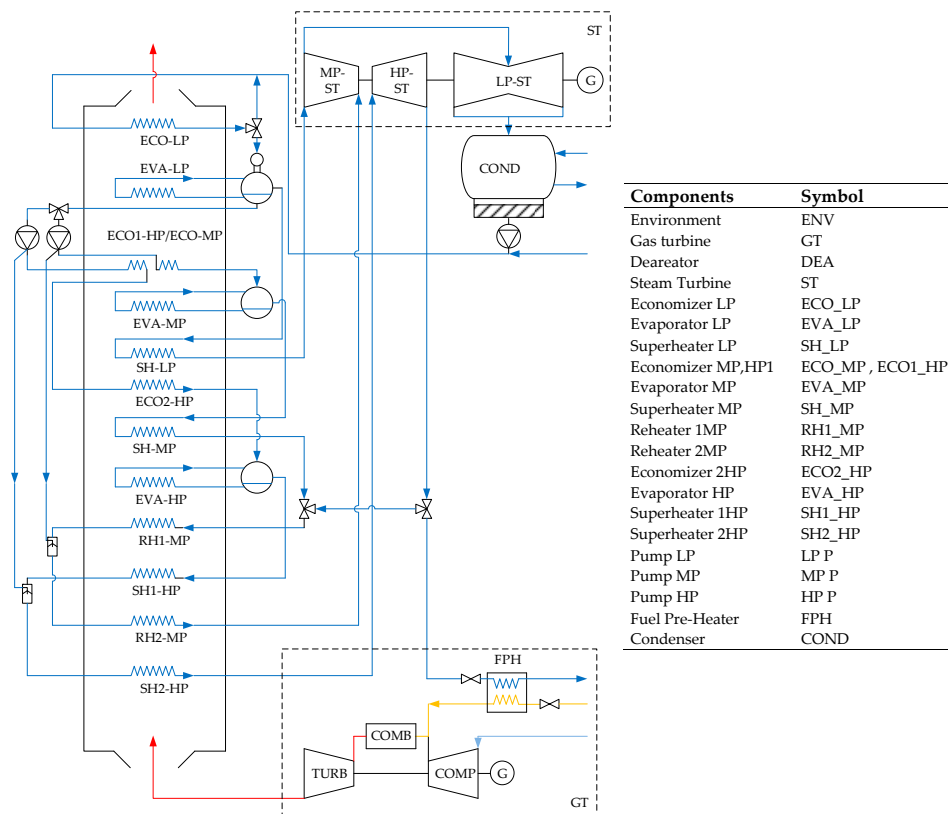 ST
MP-
ST
HP-
ST
LP-ST
G
ECO-LP
EVA-LP
COND
ECO1-HP/ECO-MP
EVA-MP
SH-LP
ECO2-HP
SH-MP
EVA-HP
RH1-MP
SH1-HP
RH2-MP
SH2-HP
FPH
COMB
TURB
COMP
G
GT
Components Symbol
Environment ENV
Gas turbine GT
Deareator DEA
Steam Turbine ST
Economizer LP ECO_LP
Evaporator LP EVA_LP
Superheater LP SH_LP
Economizer MP,HP1 ECO_MP , ECO1_HP
Evaporator MP EVA_MP
Superheater MP SH_MP
Reheater 1MP RH1_MP
Reheater 2MP RH2_MP
Economizer 2HP ECO2_HP
Evaporator HP EVA_HP
Superheater 1HP SH1_HP
Superheater 2HP SH2_HP
Pump LP LP P
Pump MP MP P
Pump HP HP P
Fuel Pre-Heater FPH
Condenser COND